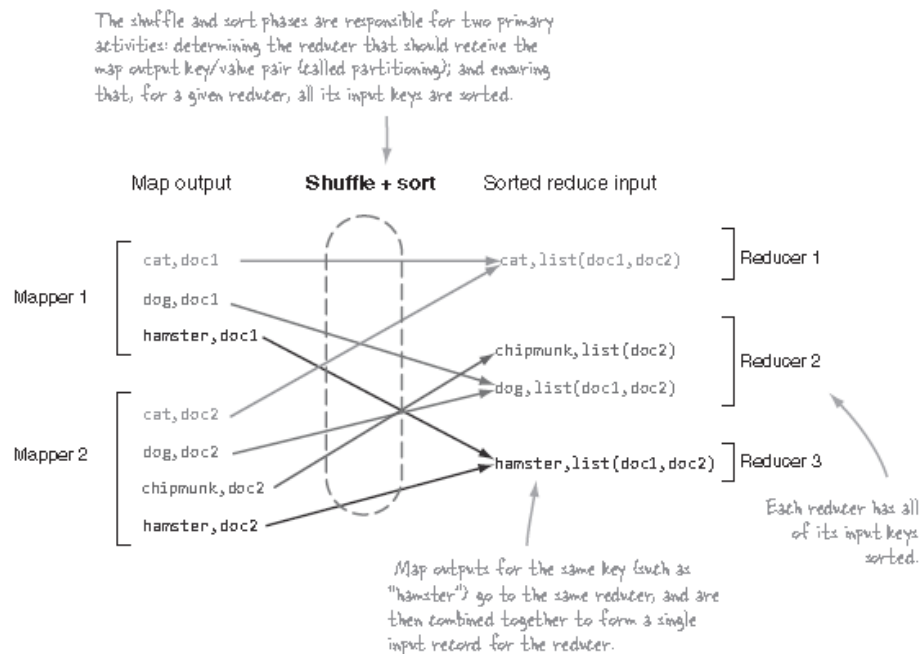 The shuffle and sort phases are responsible for two primary
activities: determining the reducer that should receive the
map output key/value pair (called partitioning); and ensuring
that, for a given reducer, all its input keys are sorted.
Map output
Shuffle + sort
Sorted reduce input
Mapper 1
cat,doc1
dog,doc1
hamster,doc1
Mapper 2
cat,doc2
dog,doc2
chipmunk,doc2
hamster,doc2
cat,list(doc1,doc2)
Reducer 1
chipmunk,list(doc2)
dog,list(doc1,doc2)
Reducer 2
hamster,list(doc1,doc2)
Reducer 3
Each reducer has all
of its input keys
sorted.
Map outputs for the same key (such as
"hamster") go to the same reducer, and are
then combined together to form a single
input record for the reducer.